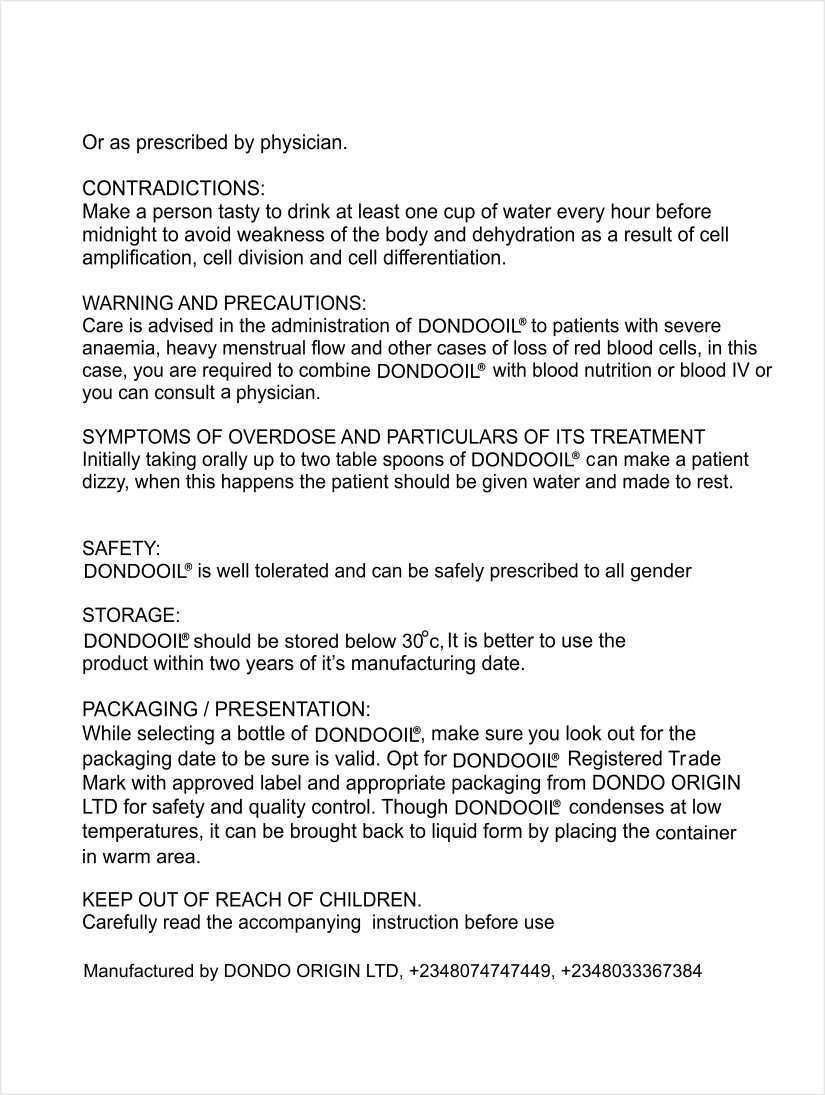 Or as prescribed by physician.
CONTRADICTIONS:
Make a person tasty to drink at least one cup of water every hour before
midnight to avoid weakness of the body and dehydration as a result of cell
amplification, cell division and cell differentiation.
WARNING AND PRECAUTIONS:
Care is advised in the administration of DONDOOIL® to patients with severe
anaemia, heavy menstrual flow and other cases of loss of red blood cells, in this
case, you are required to combine DONDOOIL® with blood nutrition or blood IV or
you can consult a physician.
SYMPTOMS OF OVERDOSE AND PARTICULARS OF ITS TREATMENT
Initially taking orally up to two table spoons of DONDOOIL® can make a patient
dizzy, when this happens the patient should be given water and made to rest.
SAFETY:
DONDOOIL® is well tolerated and can be safely prescribed to all gender
STORAGE:
DONDOOIL® should be stored below 30°c, It is better to use the
product within two years of it’s manufacturing date.
PACKAGING / PRESENTATION:
While selecting a bottle of DONDOOIL®, make sure you look out for the
packaging date to be sure is valid. Opt for DONDOOIL® Registered Trade
Mark with approved label and appropriate packaging from DONDO ORIGIN
LTD for safety and quality control. Though DONDOOIL® condenses at low
temperatures, it can be brought back to liquid form by placing the container
in warm area.
KEEP OUT OF REACH OF CHILDREN.
Carefully read the accompanying instruction before use
Manufactured by DONDO ORIGIN LTD, +2348074747449, +2348033367384